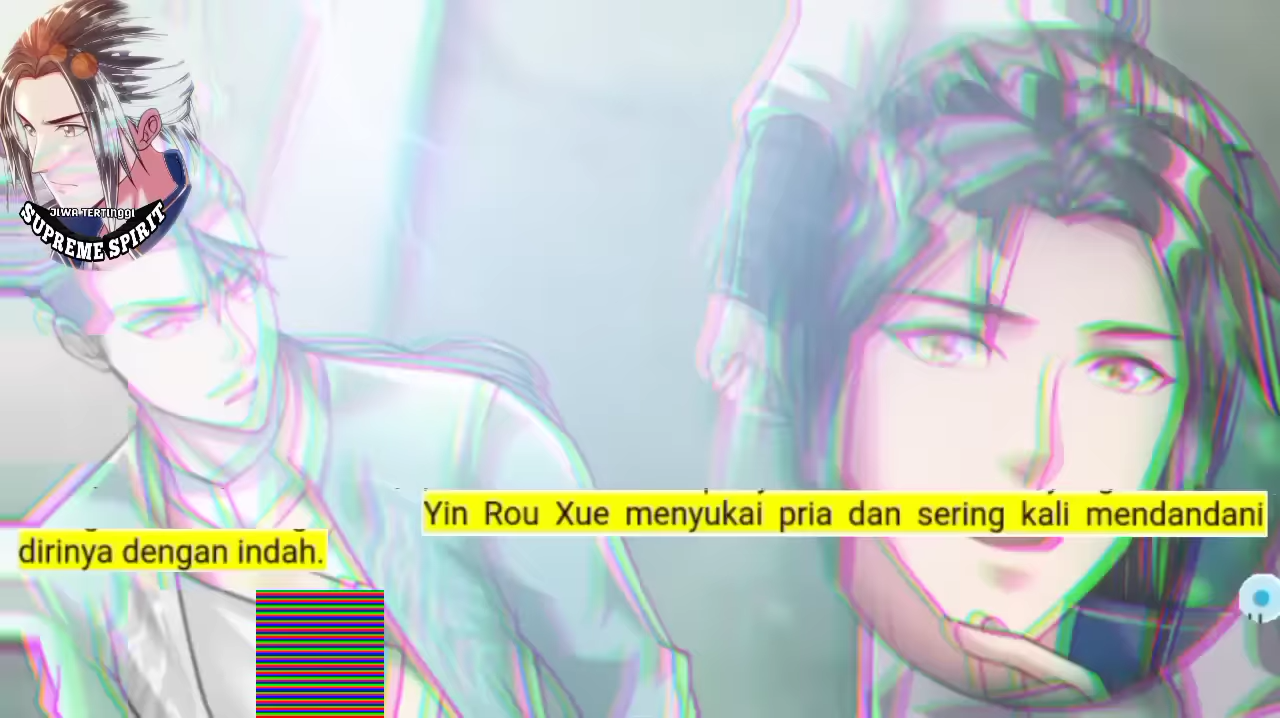 JIWA TERTINGGI
SUPREME SPIRIT
Yin Rou Xue menyukai pria dan sering kali mendandani
dirinya dengan indah.